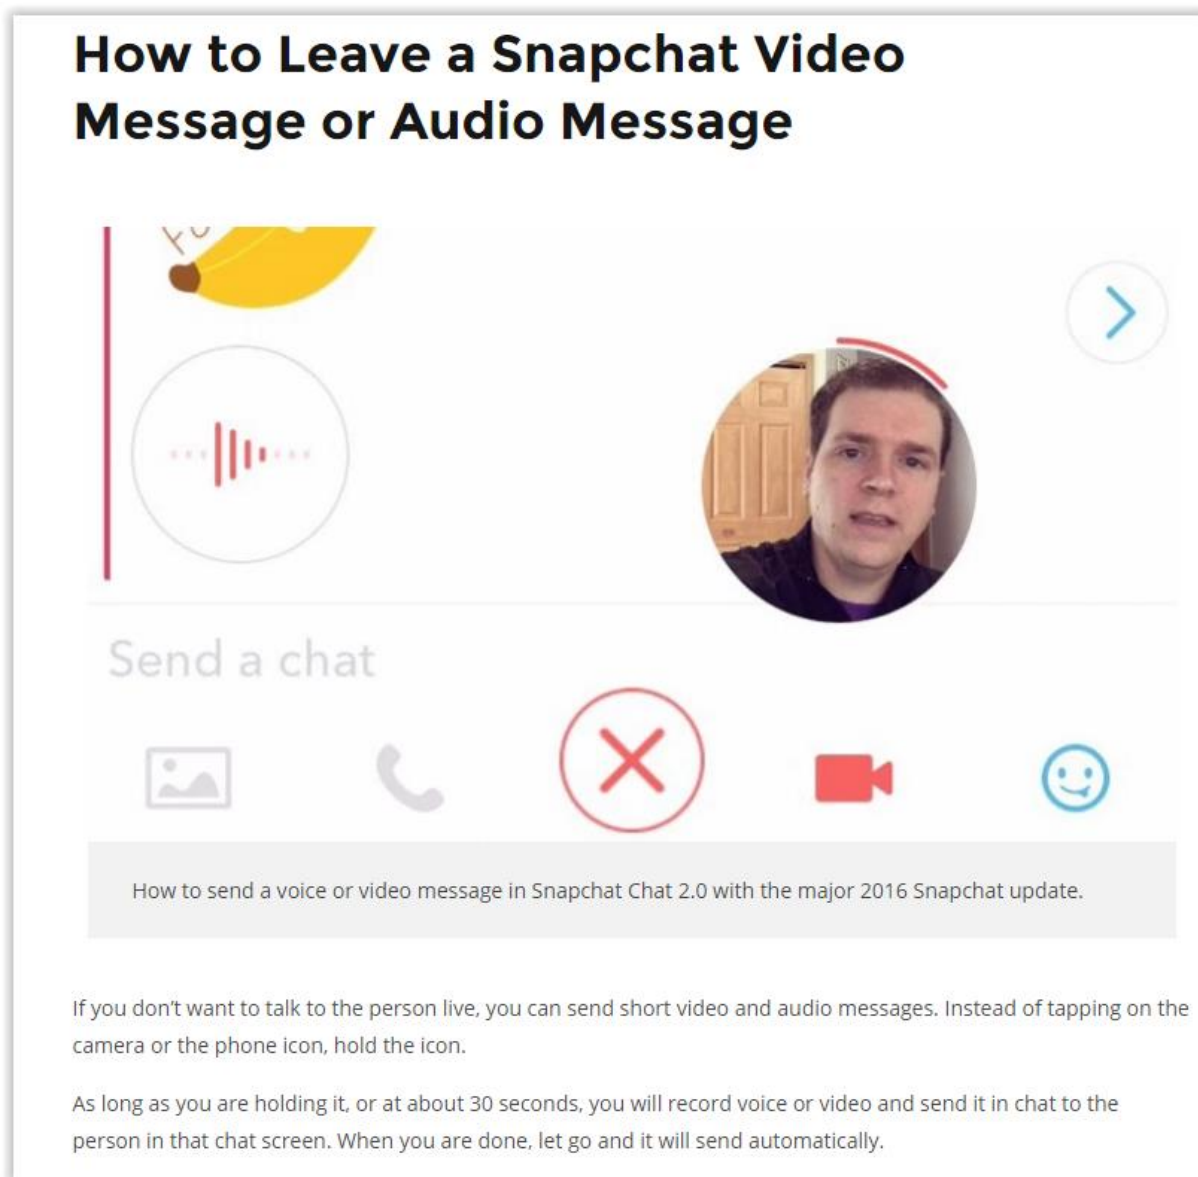 How to Leave a Snapchat Video
Message or Audio Message
Send a chat
How to send a voice or video message in Snapchat Chat 2.0 with the major 2016 Snapchat update.
If you don’t want to talk to the person live, you can send short video and audio messages. Instead of tapping on the
camera or the phone icon, hold the icon.
As long as you are holding it, or at about 30 seconds, you will record voice or video and send it in chat to the
person in that chat screen. When you are done, let go and it will send automatically.